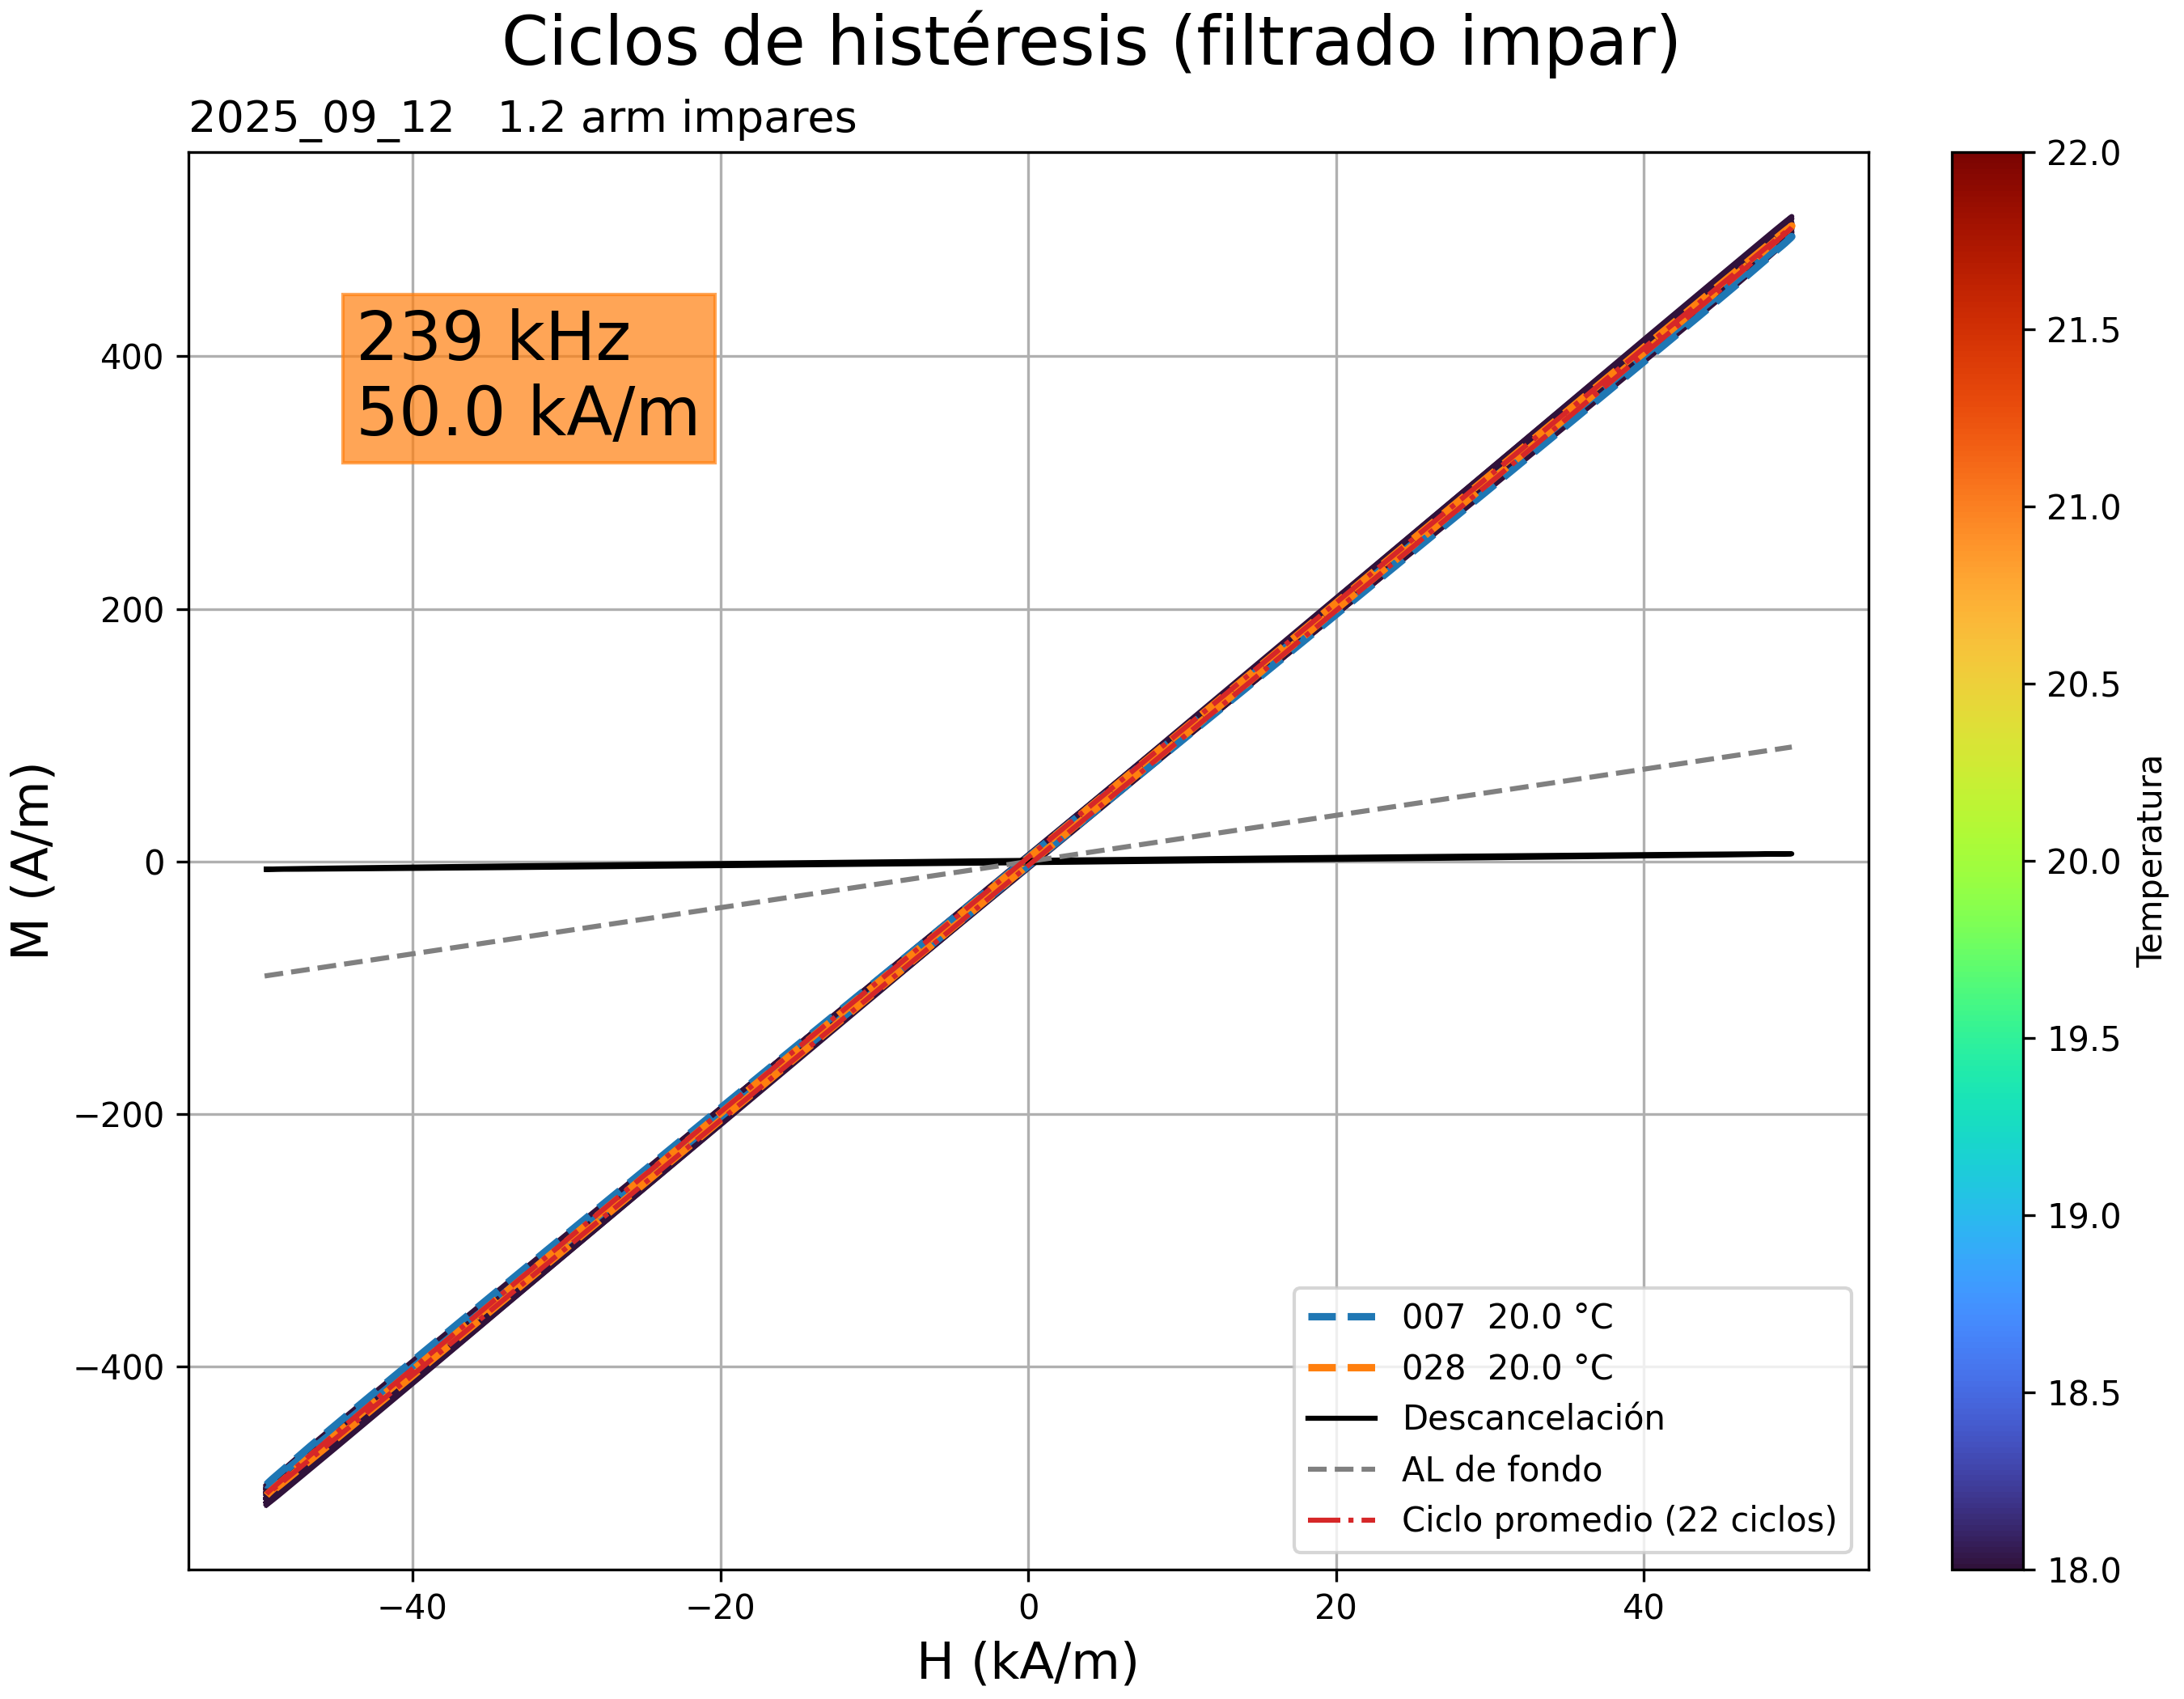 Ciclos de histéresis (filtrado impar)
2025_09_12   1.2 arm impares
239 kHz
50.0 kA/m
M (A/m)
400
200
0
−200
−400
−40
−20
0
20
40
H (kA/m)
007  20.0 °C
028  20.0 °C
Descancelación
AL de fondo
Ciclo promedio (22 ciclos)
22.0
21.5
21.0
20.5
20.0
19.5
19.0
18.5
18.0
Temperatura